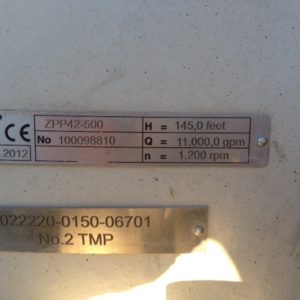 ZPP42-500 H = 145,0 feet
CE No 100098810 Q = 11.000,0 gpm
2012 n = 1.200 rpm
022220-0150-06701
No.2 TMP